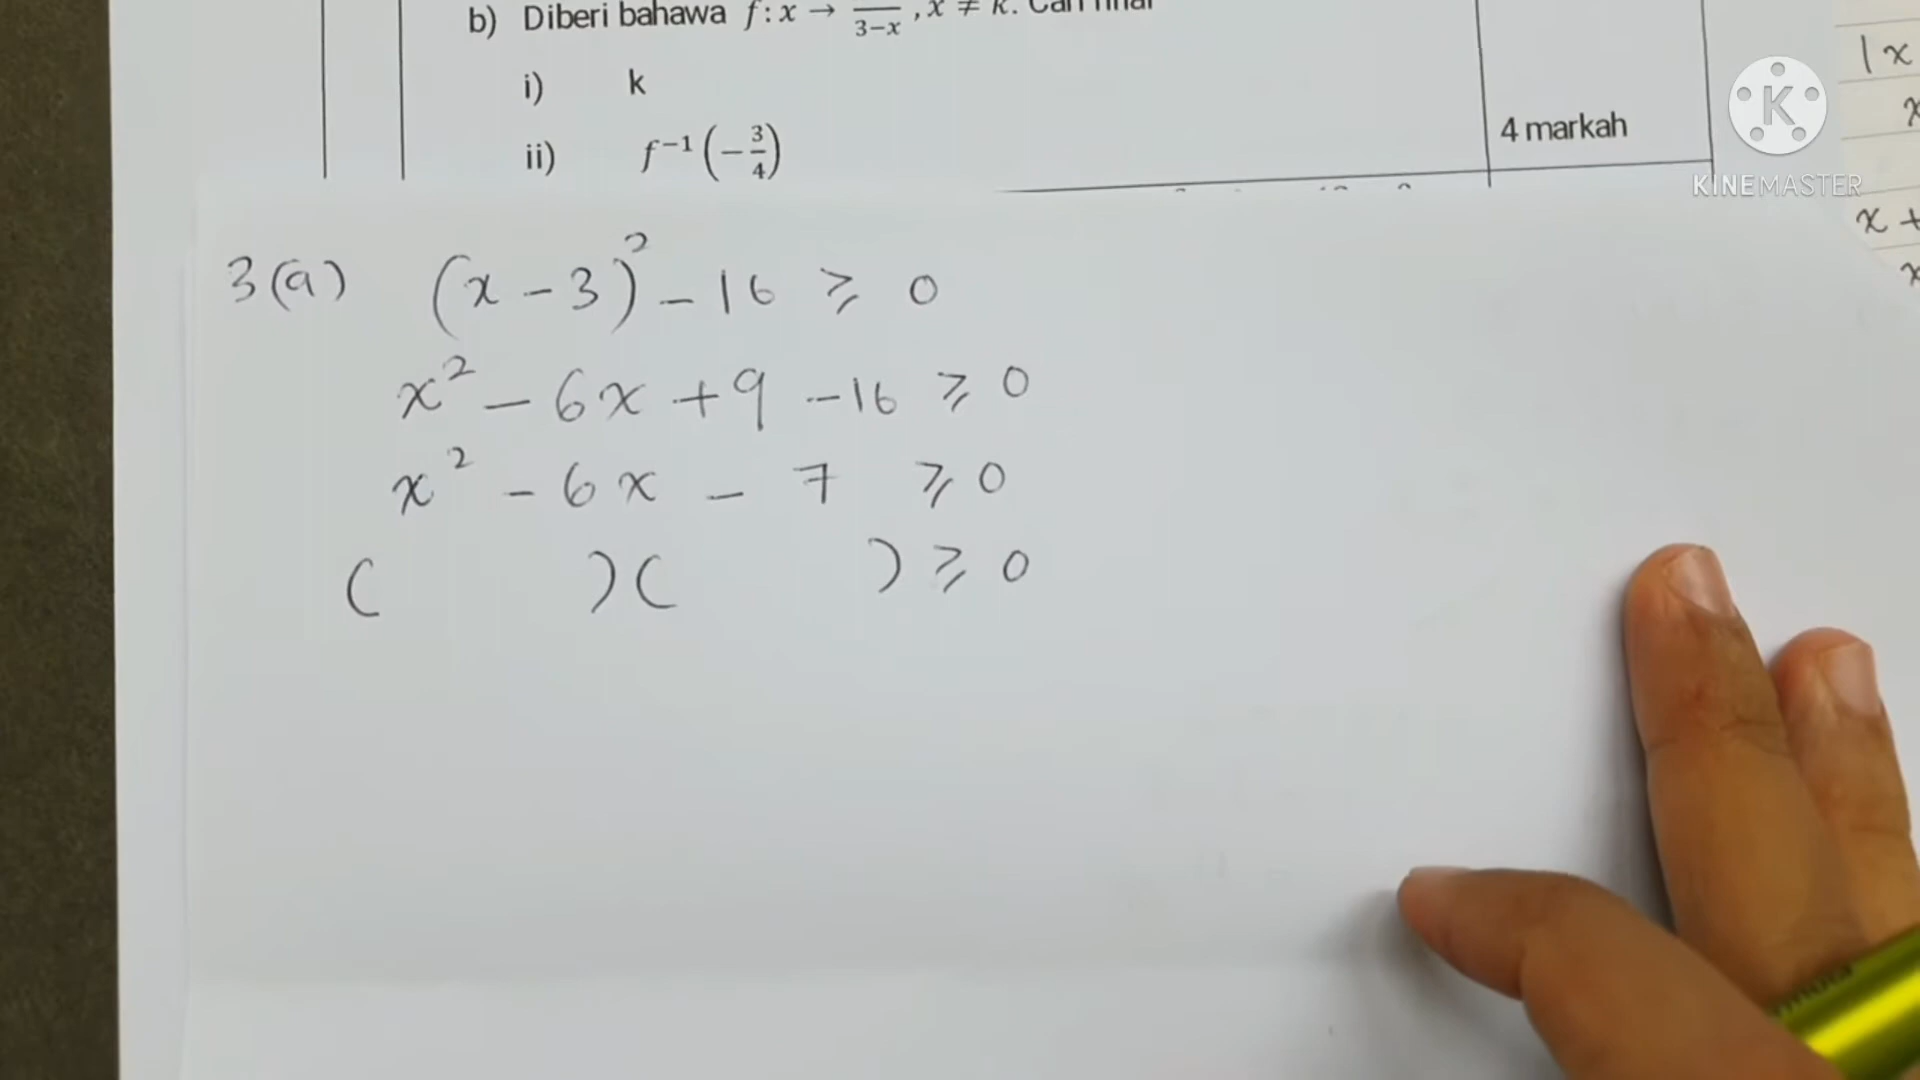 b) Diberi bahawa f : x → /3−x , x ≠ k. Cari nilai
i) k
ii) f⁻¹(−3/4)
4 markah
3(a) (x − 3)² − 16 ≥ 0
x² − 6x + 9 − 16 ≥ 0
x² − 6x − 7 ≥ 0
( )( ) ≥ 0
K
KINEMASTER
1x
x
x +
x